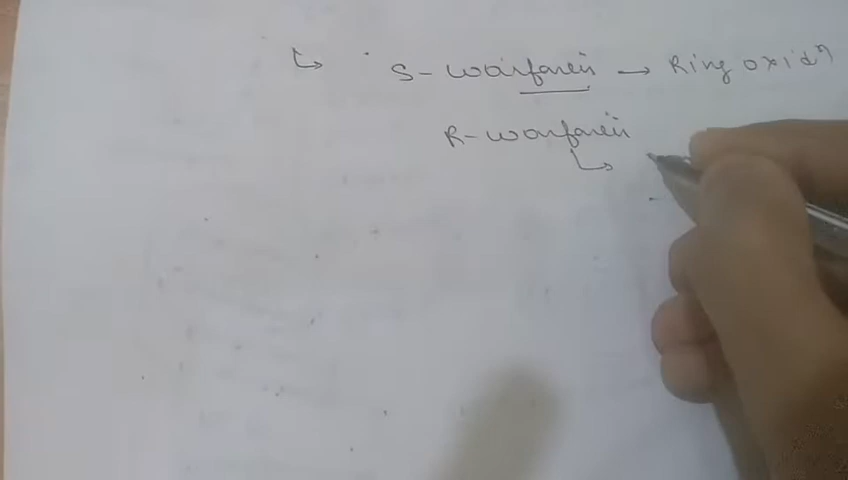 ↳ S-warfarin → Ring oxidⁿ
R-warfarin
↳